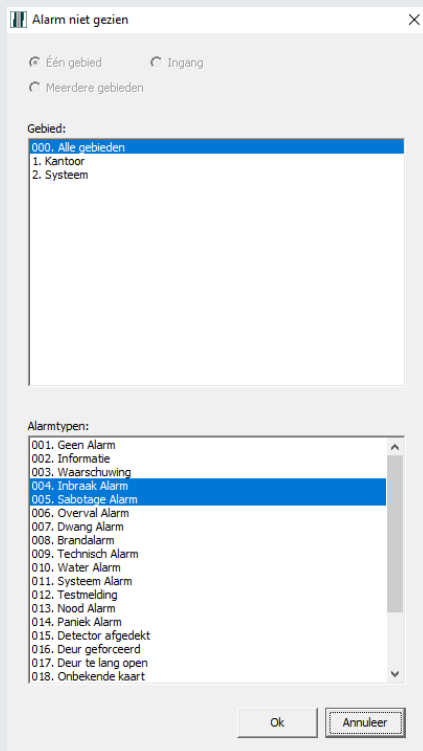 Alarm niet gezien
Één gebied
Ingang
Meerdere gebieden
Gebied:
000. Alle gebieden
1. Kantoor
2. Systeem
Alarmtypen:
001. Geen Alarm
002. Informatie
003. Waarschuwing
004. Inbraak Alarm
005. Sabotage Alarm
006. Overval Alarm
007. Dwang Alarm
008. Brandalarm
009. Technisch Alarm
010. Water Alarm
011. Systeem Alarm
012. Testmelding
013. Nood Alarm
014. Paniek Alarm
015. Detector afgedekt
016. Deur geforceerd
017. Deur te lang open
018. Onbekende kaart
Ok
Annuleer